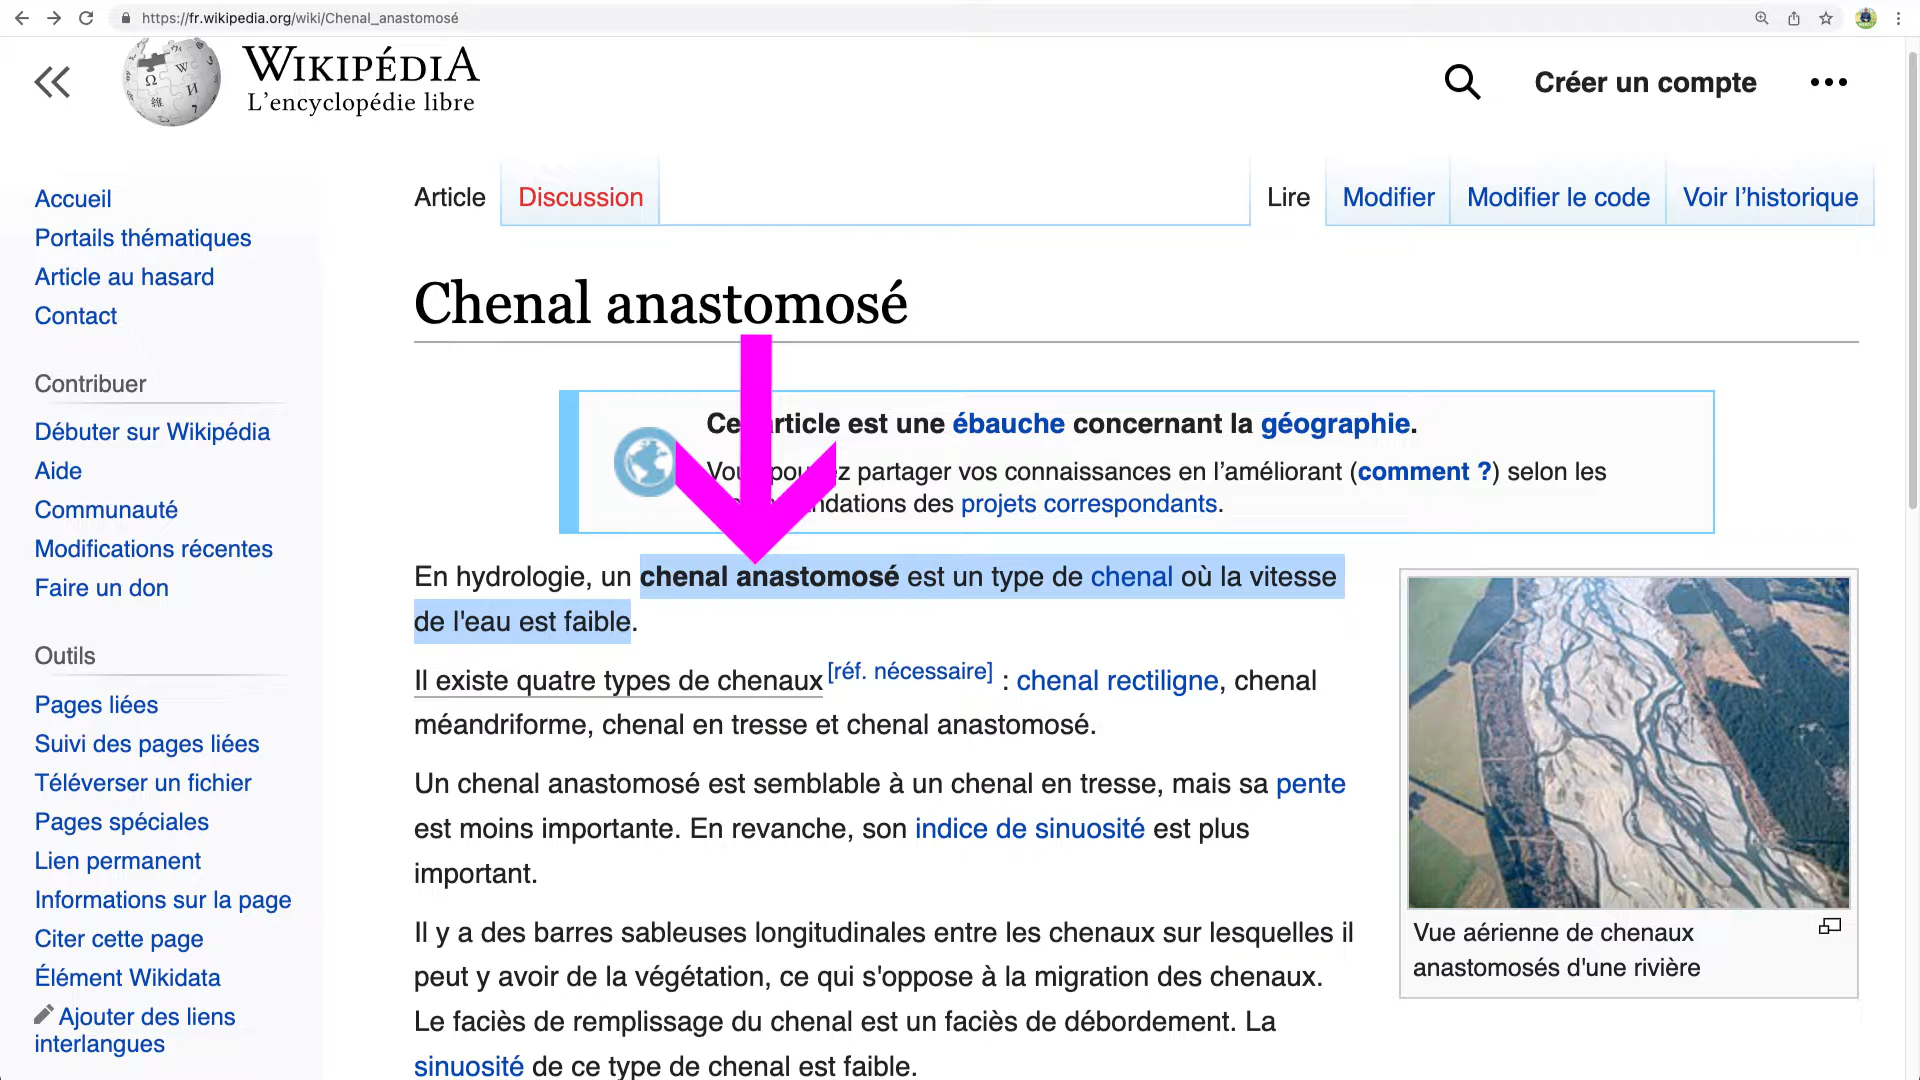 https://fr.wikipedia.org/wiki/Chenal_anastomosé
WIKIPÉDIA
L'encyclopédie libre
Créer un compte
Accueil
Portails thématiques
Article au hasard
Contact
Contribuer
Débuter sur Wikipédia
Aide
Communauté
Modifications récentes
Faire un don
Outils
Pages liées
Suivi des pages liées
Téléverser un fichier
Pages spéciales
Lien permanent
Informations sur la page
Citer cette page
Élément Wikidata
Ajouter des liens
interlangues
Article Discussion Lire Modifier Modifier le code Voir l’historique
Chenal anastomosé
est une ébauche concernant la géographie.
partager vos connaissances en l’améliorant (comment ?) selon les
des projets correspondants.
En hydrologie, un chenal anastomosé est un type de chenal où la vitesse
de l'eau est faible.
Il existe quatre types de chenaux [réf. nécessaire] : chenal rectiligne, chenal
méandriforme, chenal en tresse et chenal anastomosé.
Un chenal anastomosé est semblable à un chenal en tresse, mais sa pente
est moins importante. En revanche, son indice de sinuosité est plus
important.
Il y a des barres sableuses longitudinales entre les chenaux sur lesquelles il
peut y avoir de la végétation, ce qui s'oppose à la migration des chenaux.
Le faciès de remplissage du chenal est un faciès de débordement. La
sinuosité de ce type de chenal est faible.
Vue aérienne de chenaux
anastomosés d'une rivière